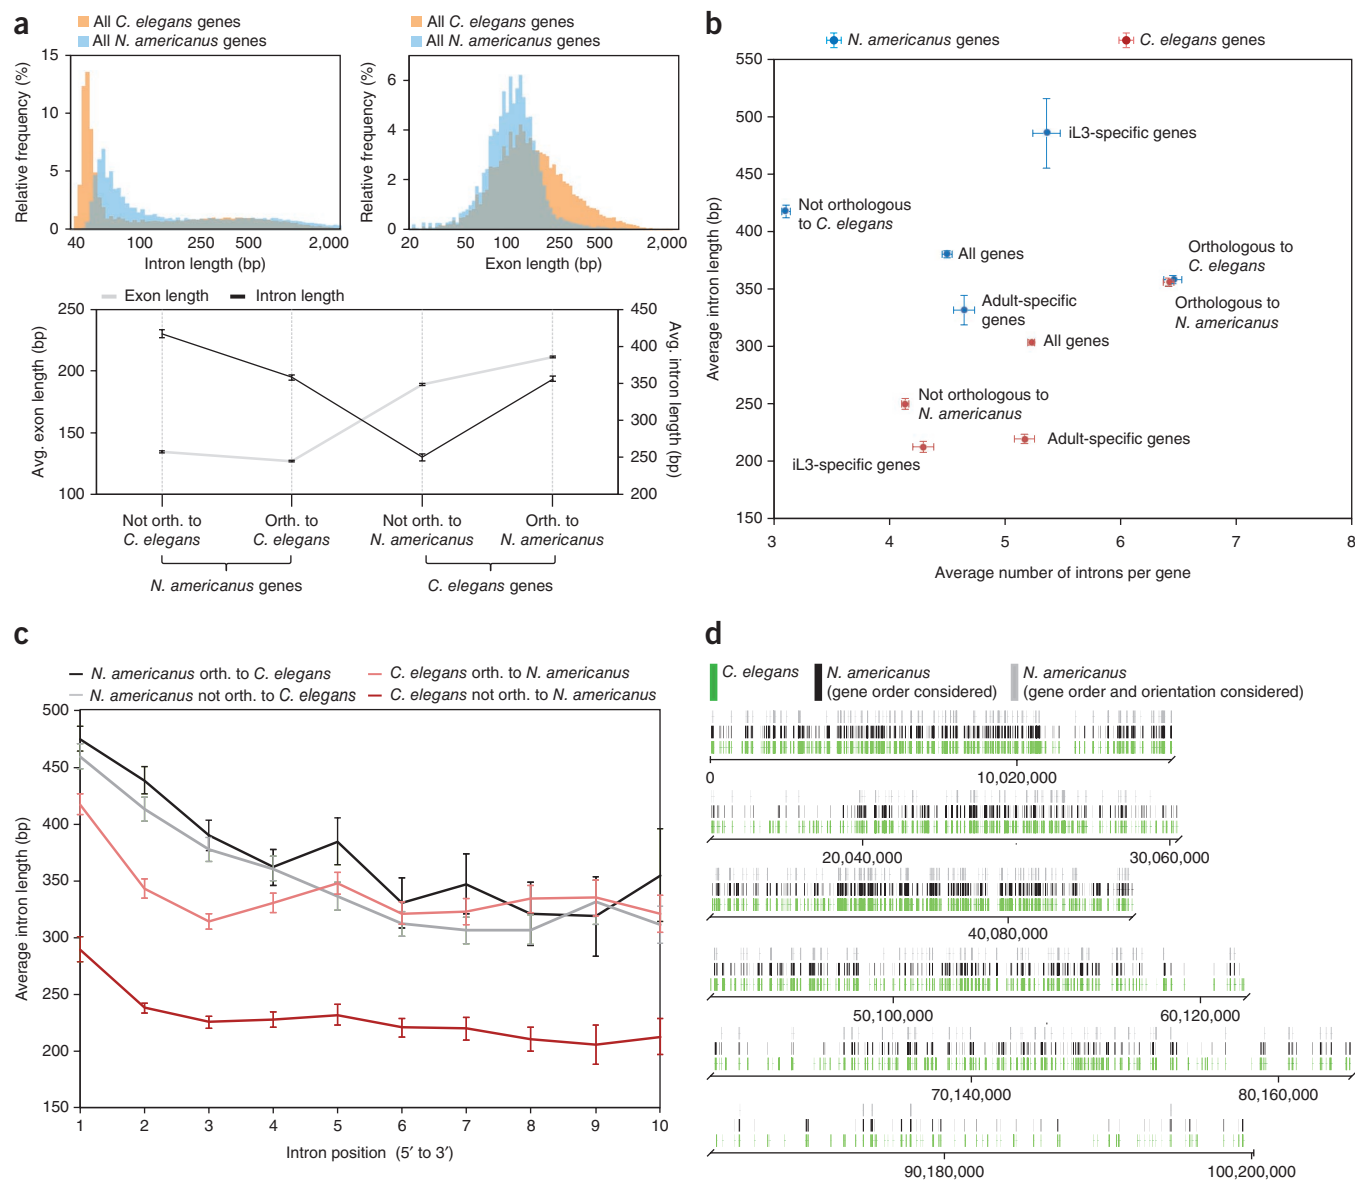 a
All C. elegans genes
All N. americanus genes
15
10
5
0
Relative frequency (%)
40 100 250 500 2,000
Intron length (bp)
All C. elegans genes
All N. americanus genes
6
4
2
0
Relative frequency (%)
20 50 100 250 500 2,000
Exon length (bp)
Exon length Intron length
250
200
150
100
Avg. exon length (bp)
450
400
350
300
250
200
Avg. intron length
(bp)
Not orth. to
C. elegans
Orth. to
C. elegans
Not orth. to
N. americanus
Orth. to
N. americanus
N. americanus genes
C. elegans genes
b
N. americanus genes
C. elegans genes
550
500
450
400
350
300
250
200
150
Average intron length (bp)
iL3-specific genes
Not orthologous
to C. elegans
All genes
Orthologous to
C. elegans
Adult-specific
genes
Orthologous to
N. americanus
All genes
Not orthologous to
N. americanus
Adult-specific genes
iL3-specific genes
3 4 5 6 7 8
Average number of introns per gene
c
N. americanus orth. to C. elegans
C. elegans orth. to N. americanus
N. americanus not orth. to C. elegans
C. elegans not orth. to N. americanus
500
450
400
350
300
250
200
150
Average intron length (bp)
1 2 3 4 5 6 7 8 9 10
Intron position (5′ to 3′)
d
C. elegans
N. americanus
(gene order considered)
N. americanus
(gene order and orientation considered)
0 10,020,000
20,040,000 30,060,000
40,080,000
50,100,000 60,120,000
70,140,000 80,160,000
90,180,000 100,200,000